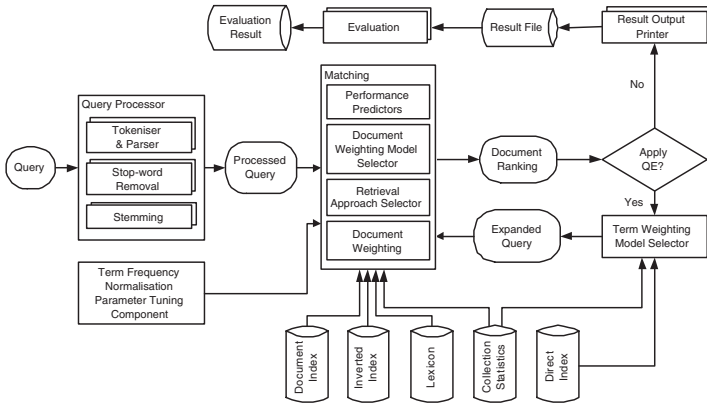 Evaluation
Result
Evaluation
Result File
Result Output
Printer
No
Matching
Performance
Predictors
Document
Weighting Model
Selector
Retrieval
Approach Selector
Document
Weighting
Query Processor
Tokeniser
& Parser
Stop-word
Removal
Stemming
Query
Processed
Query
Document
Ranking
Apply
QE?
Yes
Expanded
Query
Term Weighting
Model Selector
Term Frequency
Normalisation
Parameter Tuning
Component
Document
Index
Inverted
Index
Lexicon
Collection
Statistics
Direct
Index